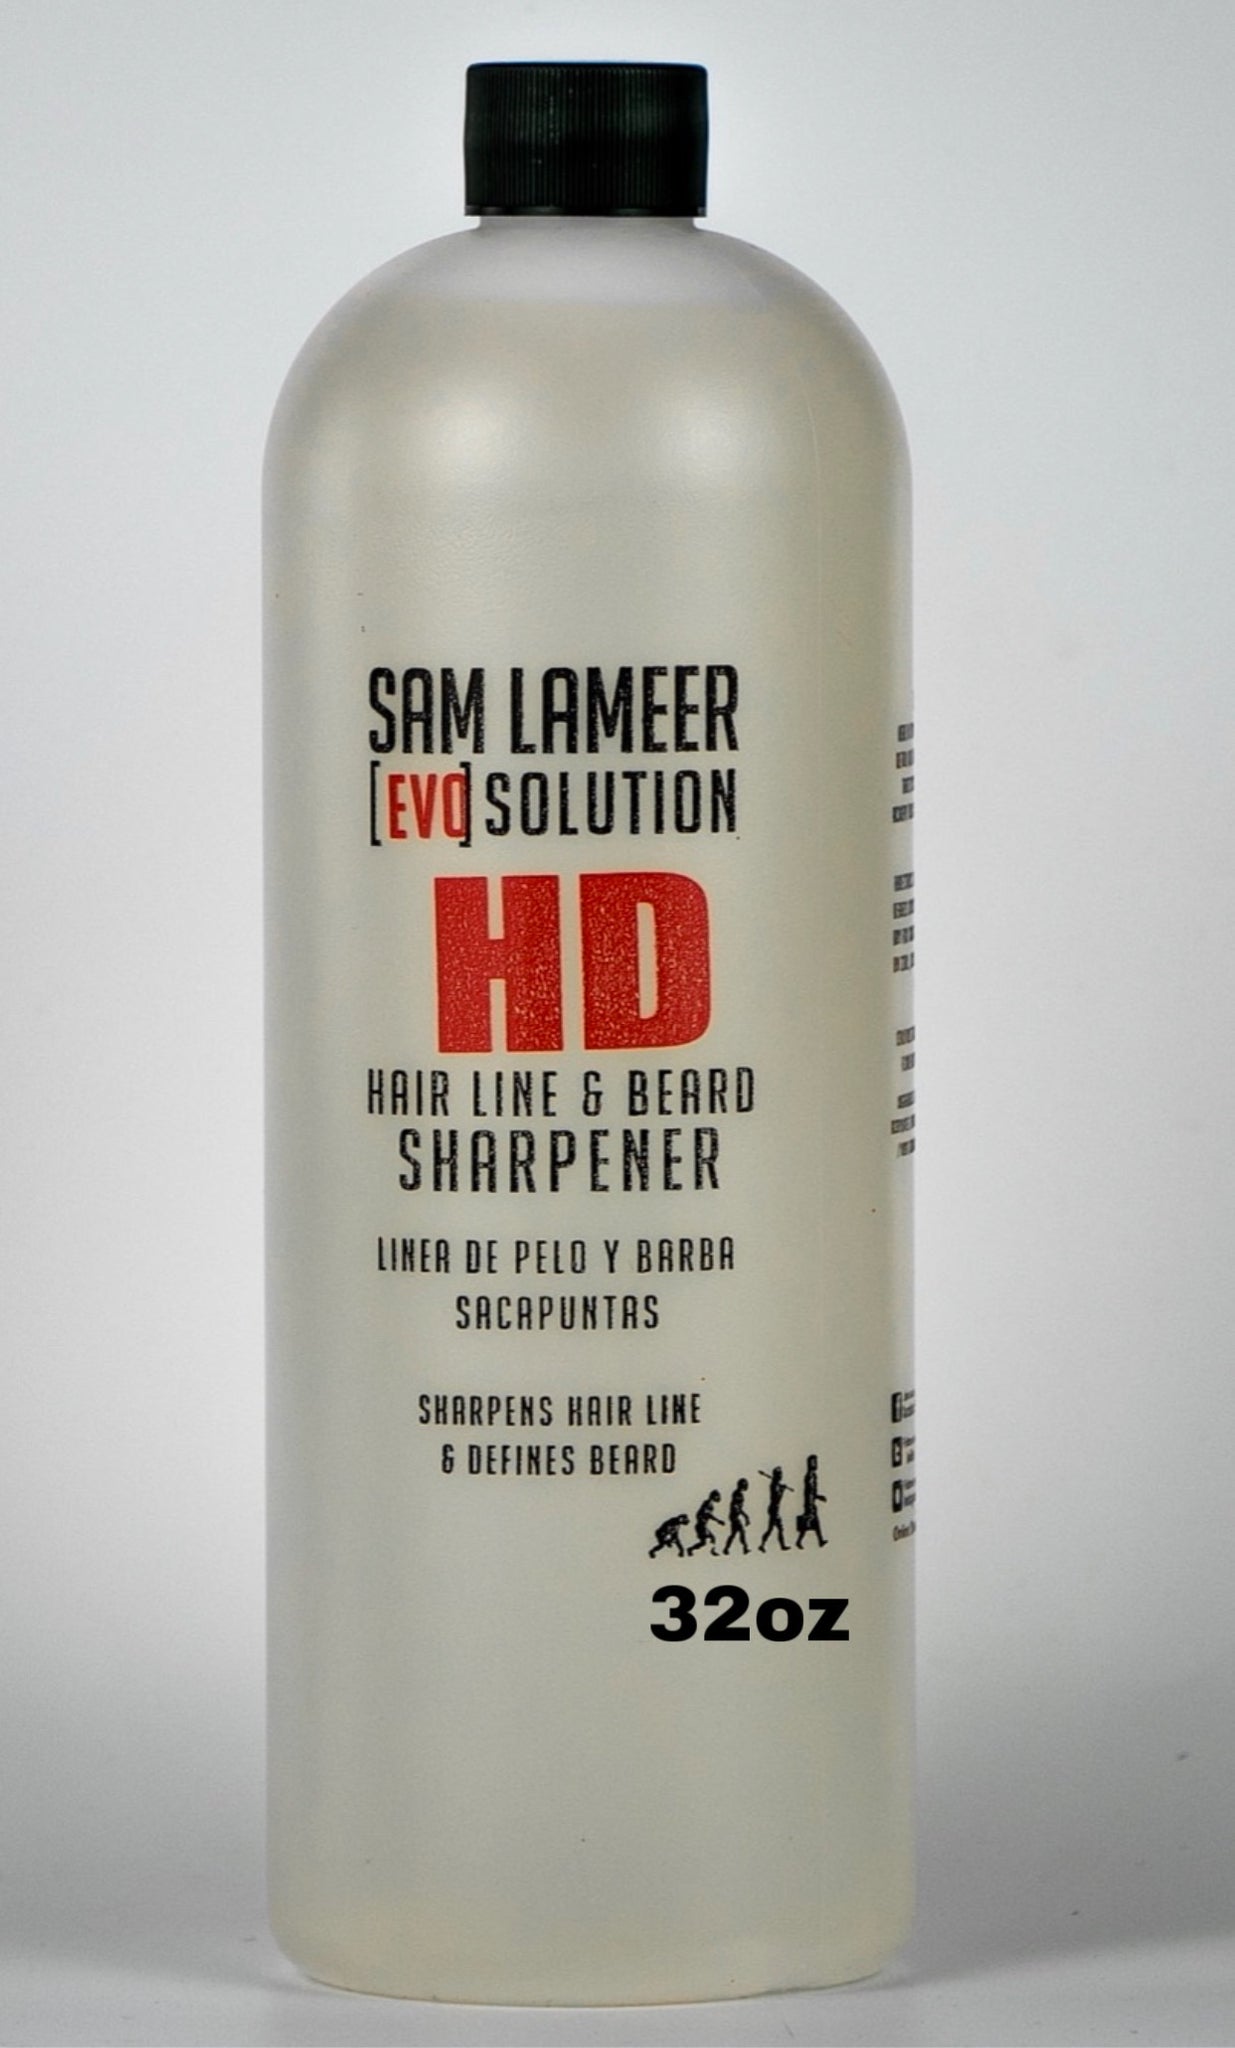 SAM LAMEER
[EVO] SOLUTION
HD
HAIR LINE & BEARD
SHARPENER
LINEA DE PELO Y BARBA
SACAPUNTAS
SHARPENS HAIR LINE
& DEFINES BEARD
32oz